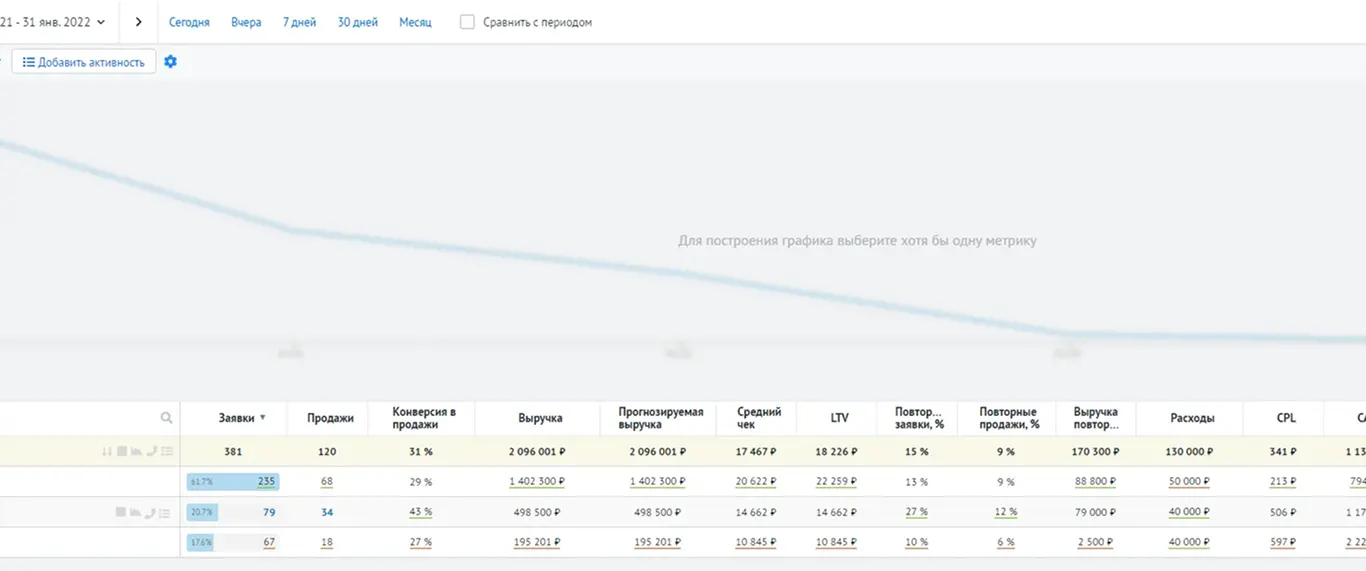 21 - 31 янв. 2022 Сегодня Вчера 7 дней 30 дней Месяц Сравнить с периодом
Добавить активность
Для построения графика выберите хотя бы одну метрику
Заявки Продажи Конверсия в продажи Выручка Прогнозируемая выручка Средний чек LTV Повтор... заявки, % Повторные продажи, % Выручка повтор... Расходы CPL
381 120 31 % 2 096 001 ₽ 2 096 001 ₽ 17 467 ₽ 18 226 ₽ 15 % 9 % 170 300 ₽ 130 000 ₽ 341 ₽ 1 13
61.7% 235 68 29 % 1 402 300 ₽ 1 402 300 ₽ 20 622 ₽ 22 259 ₽ 13 % 9 % 88 800 ₽ 50 000 ₽ 213 ₽ 794
20.7% 79 34 43 % 498 500 ₽ 498 500 ₽ 14 662 ₽ 14 662 ₽ 27 % 12 % 79 000 ₽ 40 000 ₽ 506 ₽ 1 17
17.6% 67 18 27 % 195 201 ₽ 195 201 ₽ 10 845 ₽ 10 845 ₽ 10 % 6 % 2 500 ₽ 40 000 ₽ 597 ₽ 2 22